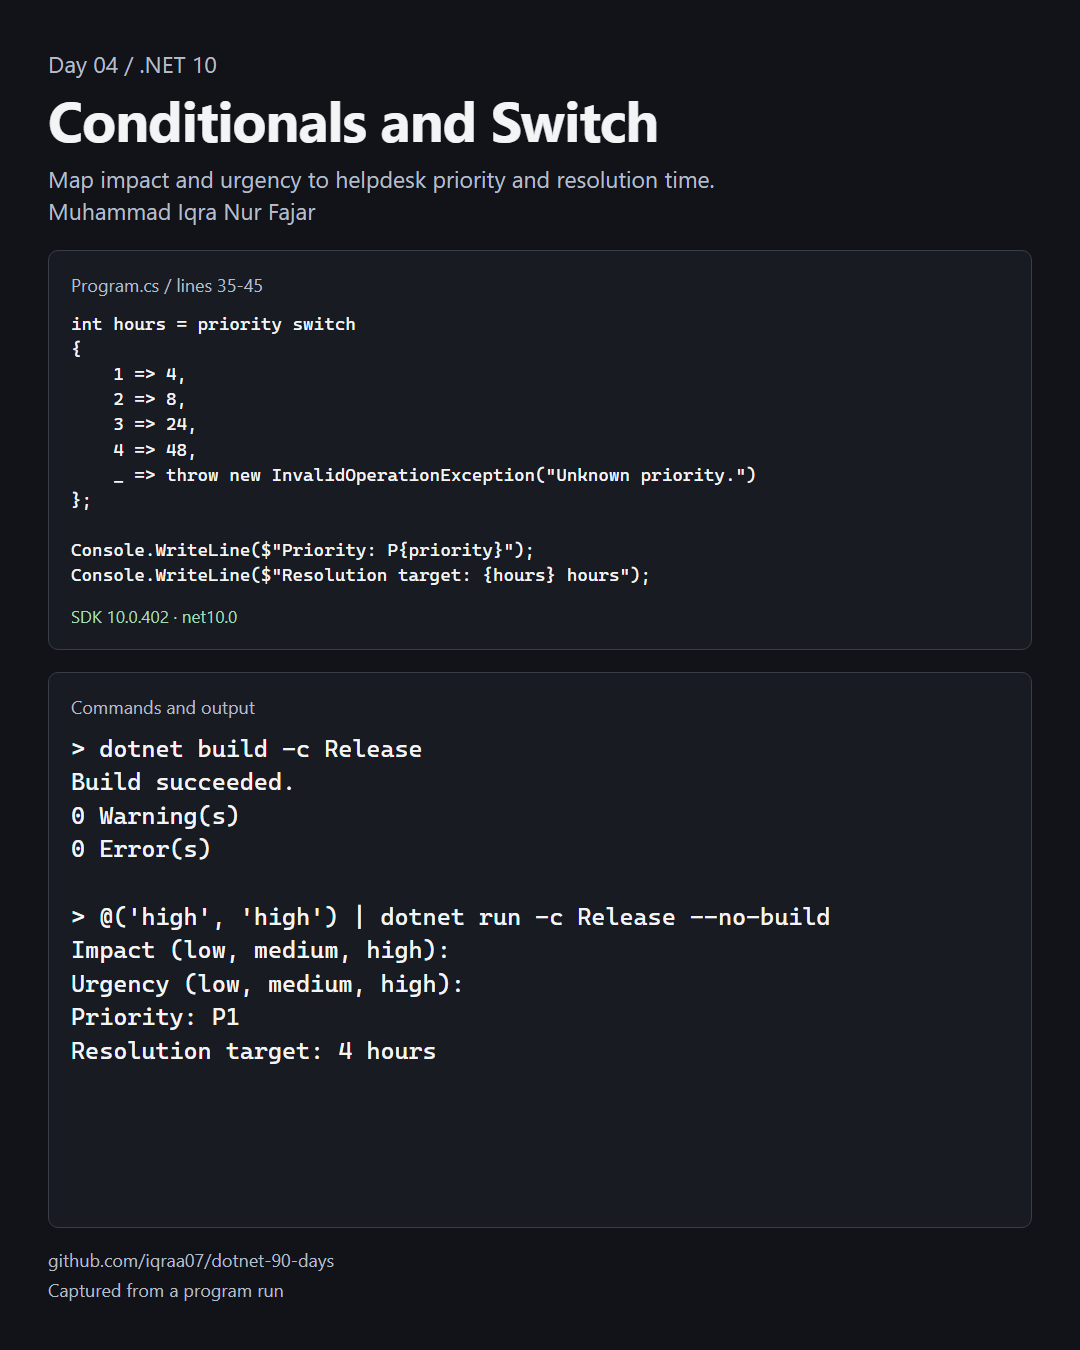 Day 04 / .NET 10
Conditionals and Switch
Map impact and urgency to helpdesk priority and resolution time.
Muhammad Iqra Nur Fajar
Program.cs / lines 35-45
int hours = priority switch
{
    1 => 4,
    2 => 8,
    3 => 24,
    4 => 48,
    _ => throw new InvalidOperationException("Unknown priority.")
};
Console.WriteLine($"Priority: P{priority}");
Console.WriteLine($"Resolution target: {hours} hours");
SDK 10.0.402 · net10.0
Commands and output
> dotnet build -c Release
Build succeeded.
0 Warning(s)
0 Error(s)
> @('high', 'high') | dotnet run -c Release --no-build
Impact (low, medium, high):
Urgency (low, medium, high):
Priority: P1
Resolution target: 4 hours
github.com/iqraa07/dotnet-90-days
Captured from a program run